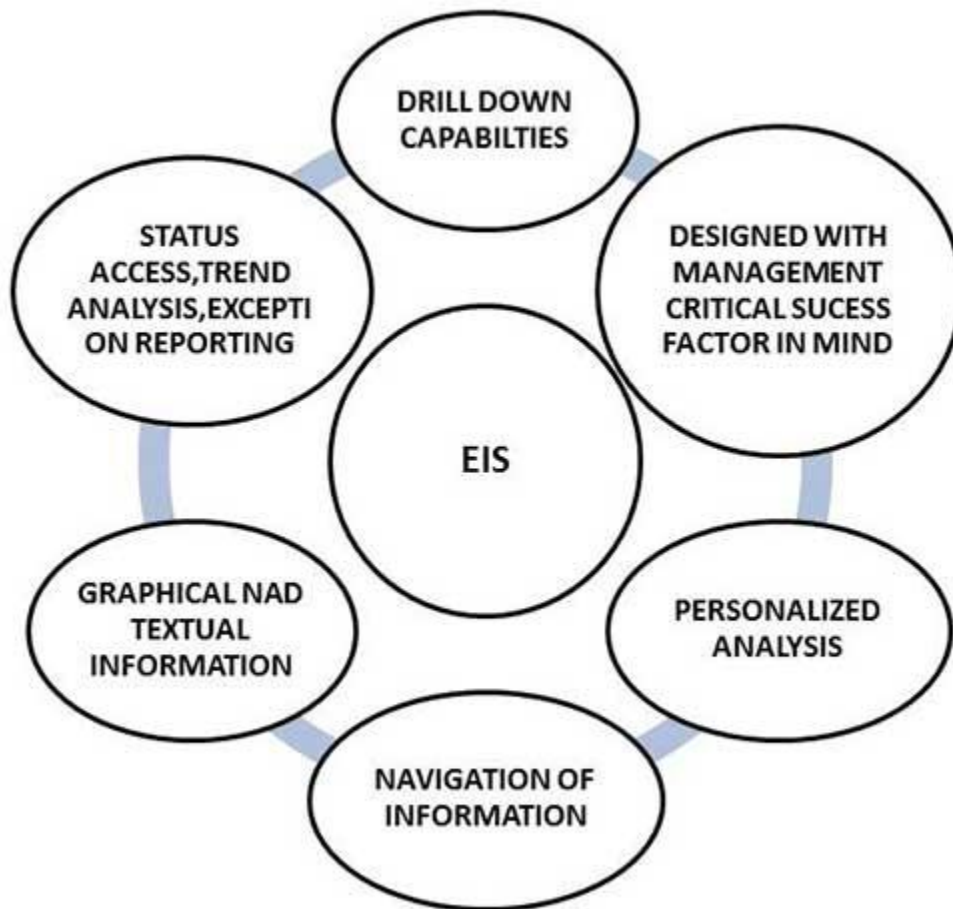 DRILL DOWN
CAPABILTIES
DESIGNED WITH
MANAGEMENT
CRITICAL SUCESS
FACTOR IN MIND
PERSONALIZED
ANALYSIS
NAVIGATION OF
INFORMATION
GRAPHICAL NAD
TEXTUAL
INFORMATION
STATUS
ACCESS,TREND
ANALYSIS,EXCEPTI
ON REPORTING
EIS